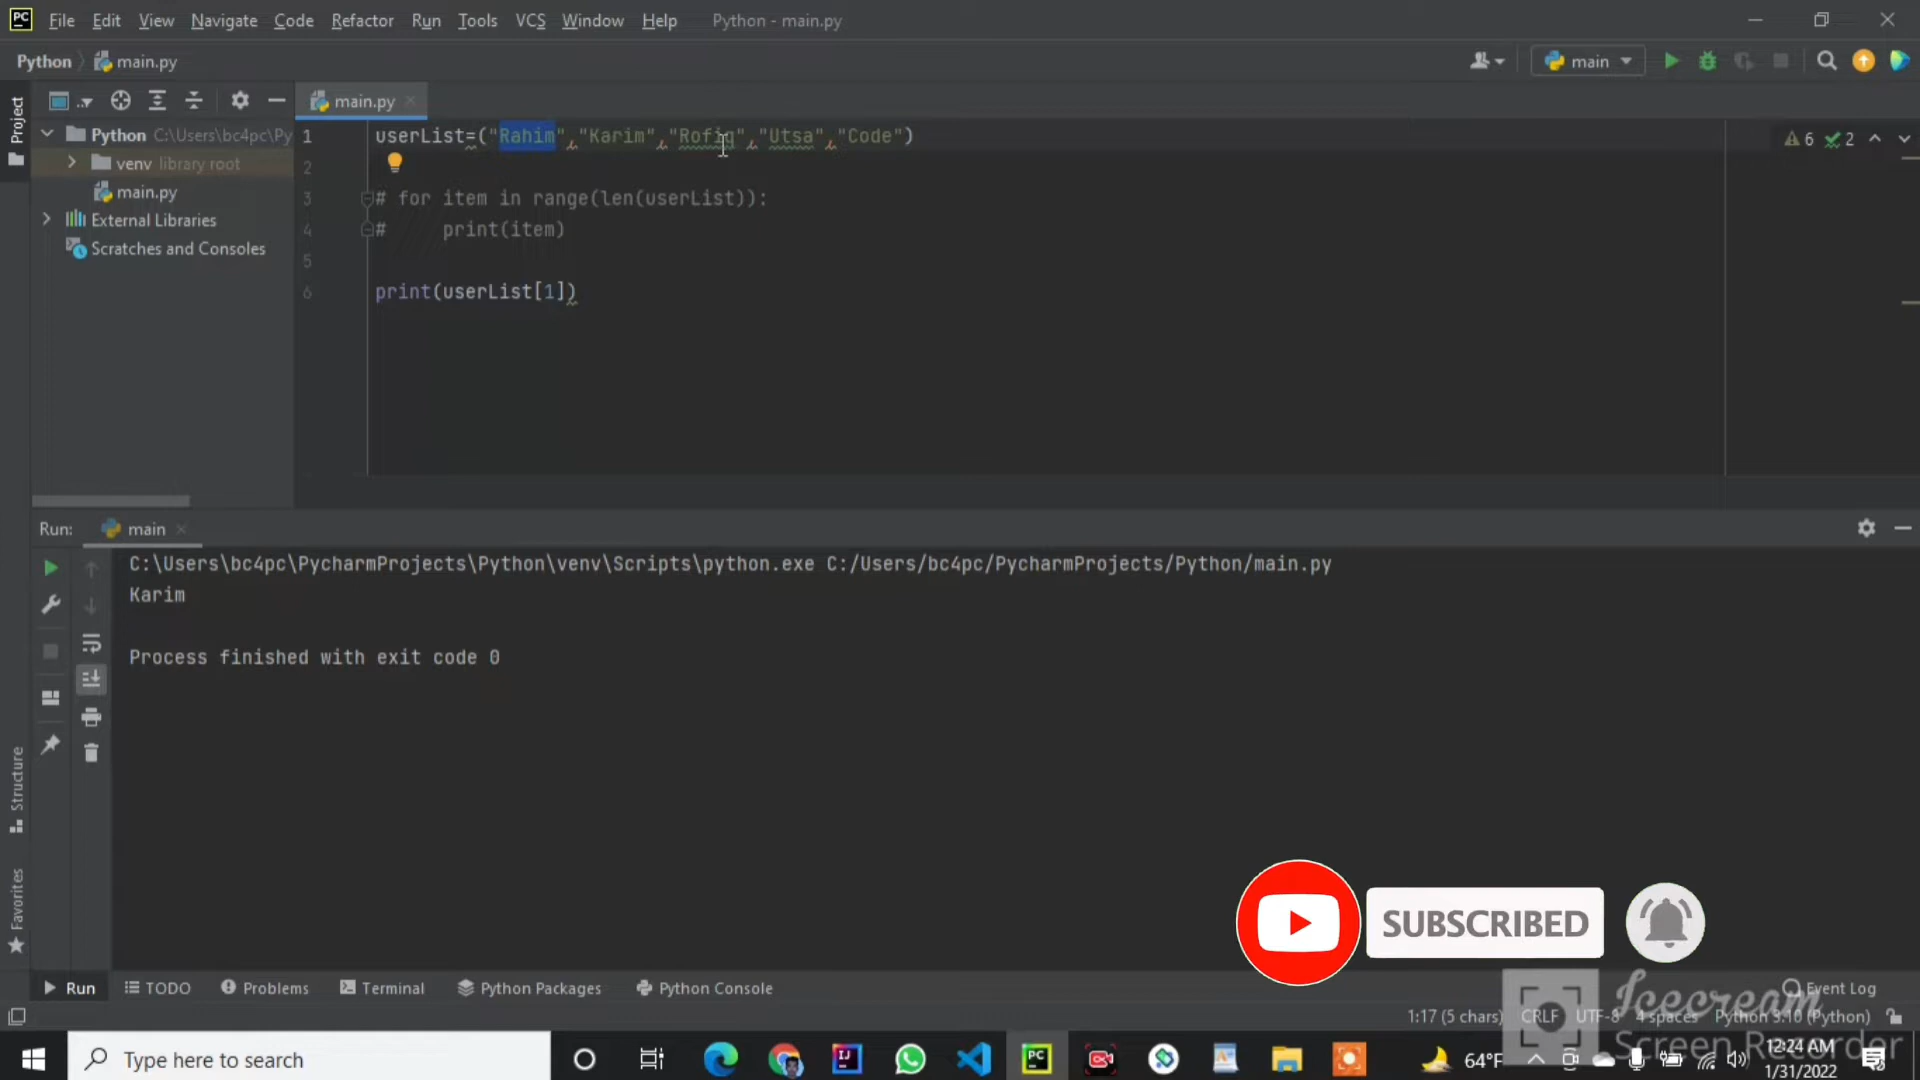 PC File Edit View Navigate Code Refactor Run Tools VCS Window Help Python - main.py
Python main.py main
Project .. main.py
Python C:\Users\bc4pc\Py
venv library root
main.py
External Libraries
Scratches and Consoles
1 userList=("Rahim","Karim","Rofiq","Utsa","Code") 6 2
2
3 # for item in range(len(userList)):
4 #     print(item)
5
6 print(userList[1])
Run: main
C:\Users\bc4pc\PycharmProjects\Python\venv\Scripts\python.exe C:/Users/bc4pc/PycharmProjects/Python/main.py
Karim
Process finished with exit code 0
Structure
Favorites
SUBSCRIBED
Run TODO Problems Terminal Python Packages Python Console Event Log
1:17 (5 chars) CRLF UTF-8 4 spaces Python 3.10 (Python)
Icecream
Screen Recorder
Type here to search PC 64°F 12:24 AM
1/31/2022